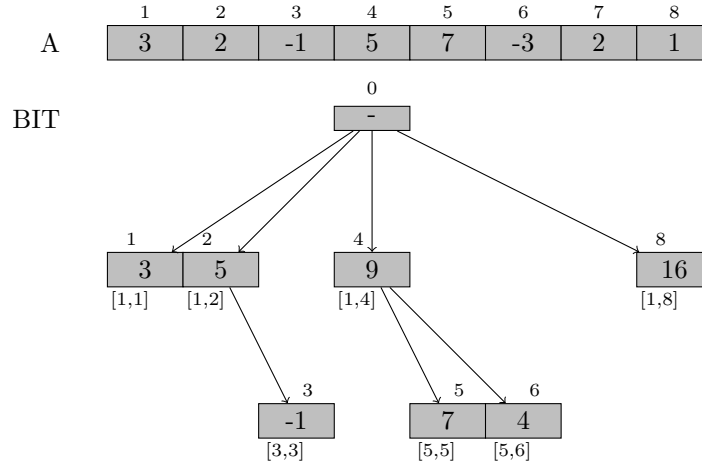 1 2 3 4 5 6 7 8
A 3 2 -1 5 7 -3 2 1
0
BIT -
1 2 4 8
3 5 9 16
[1,1] [1,2] [1,4] [1,8]
3 5 6
-1 7 4
[3,3] [5,5] [5,6]